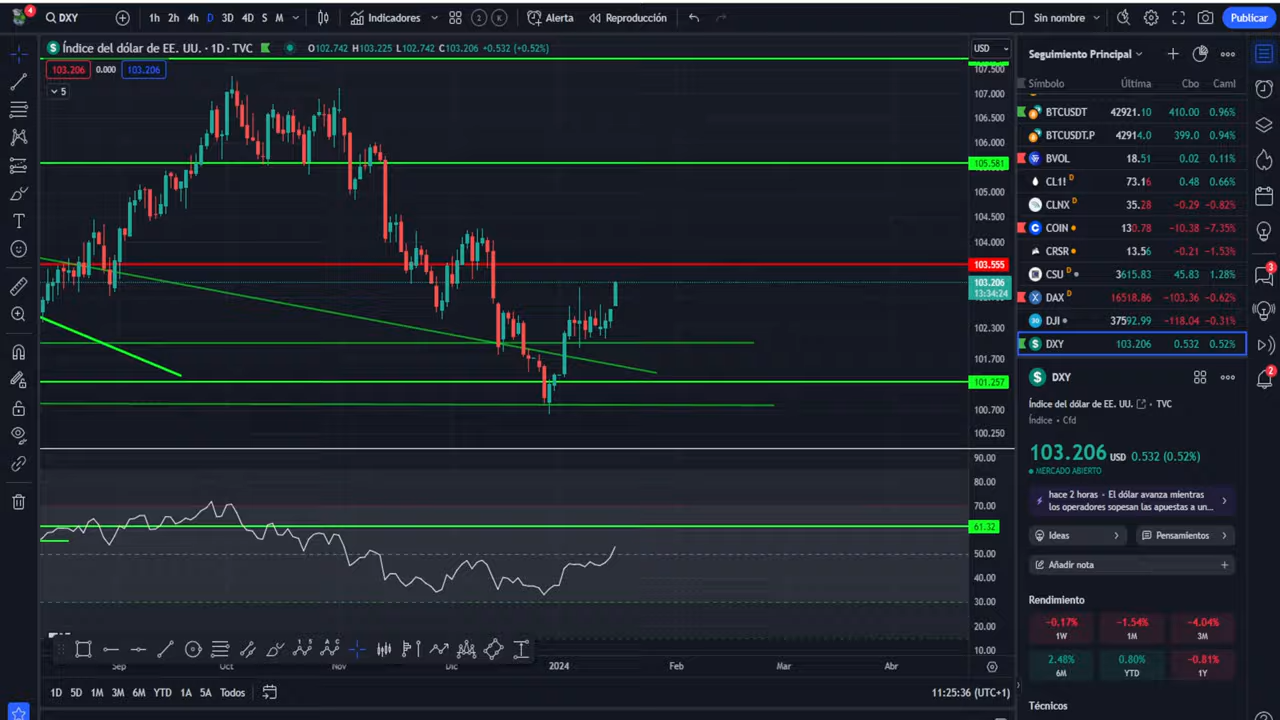 4 DXY 1h 2h 4h D 3D 4D S M Indicadores 1 K Alerta Reproducción Sin nombre Publicar
Índice del dólar de EE. UU. · 1D · TVC O102.742 H103.225 L102.742 C103.206 +0.532 (+0.52%) USD
103.206 0.000 103.206
5
107.500
107.000
106.500
106.000
105.581
105.000
104.500
104.000
103.555
103.206
13:34:24
102.300
101.700
101.257
100.700
100.250
90.00
80.00
70.00
61.32
50.00
40.00
30.00
20.00
10.00
Sep Oct Nov Dic 2024 Feb Mar Abr
1D 5D 1M 3M 6M YTD 1A 5A Todos 11:25:36 (UTC+1)
Seguimiento Principal
Símbolo Última Cbo Caml
BTCUSDT 42921.10 410.00 0.96%
BTCUSDT.P 42914.0 399.0 0.94%
BVOL 18.51 0.02 0.11%
CL1! D 73.16 0.48 0.66%
CLNX D 35.28 −0.29 −0.82%
COIN 130.78 −10.38 −7.35%
CRSR 13.56 −0.21 −1.53%
CSU D 3615.83 45.83 1.28%
DAX D 16518.86 −103.36 −0.62%
DJI 37592.99 −118.04 −0.31%
DXY 103.206 0.532 0.52%
3
2
DXY
Índice del dólar de EE. UU. • TVC
Índice • Cfd
103.206 USD 0.532 (0.52%)
MERCADO ABIERTO
hace 2 horas · El dólar avanza mientras
los operadores sopesan las apuestas a un...
Ideas Pensamientos
Añadir nota
Rendimiento
−0.17% −1.54% −4.04%
1W 1M 3M
2.48% 0.80% −0.81%
6M YTD 1Y
Técnicos